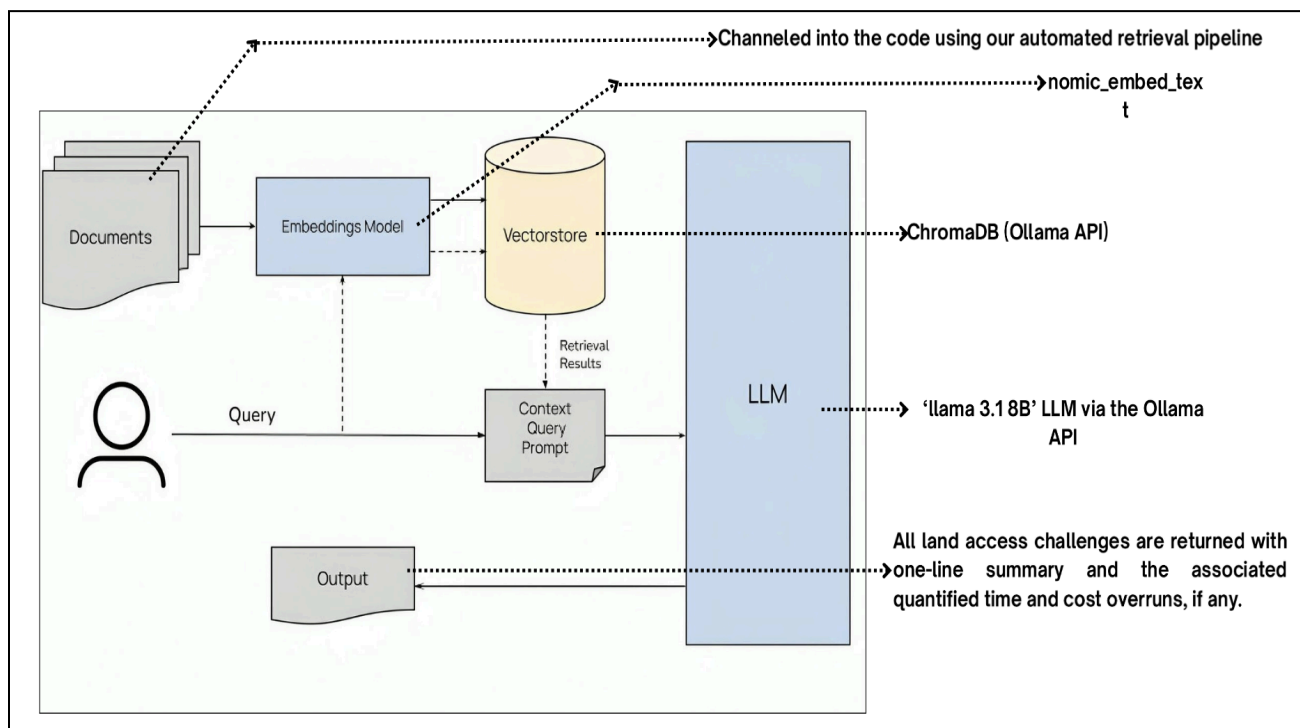 Channeled into the code using our automated retrieval pipeline
nomic_embed_tex
t
Documents
Embeddings Model
Vectorstore
ChromaDB (Ollama API)
Retrieval
Results
LLM
Query
Context
Query
Prompt
‘llama 3.1 8B’ LLM via the Ollama
API
Output
All land access challenges are returned with
one-line summary and the associated
quantified time and cost overruns, if any.